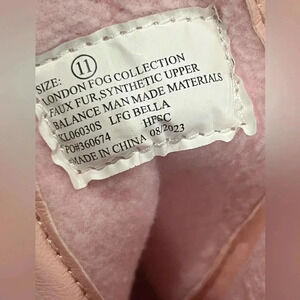 SIZE: 11
LONDON FOG COLLECTION
FAUX FUR, SYNTHETIC UPPER
BALANCE MAN MADE MATERIALS
KL06030S LFG BELLA
PO#360674 HFSC
MADE IN CHINA 08/2023